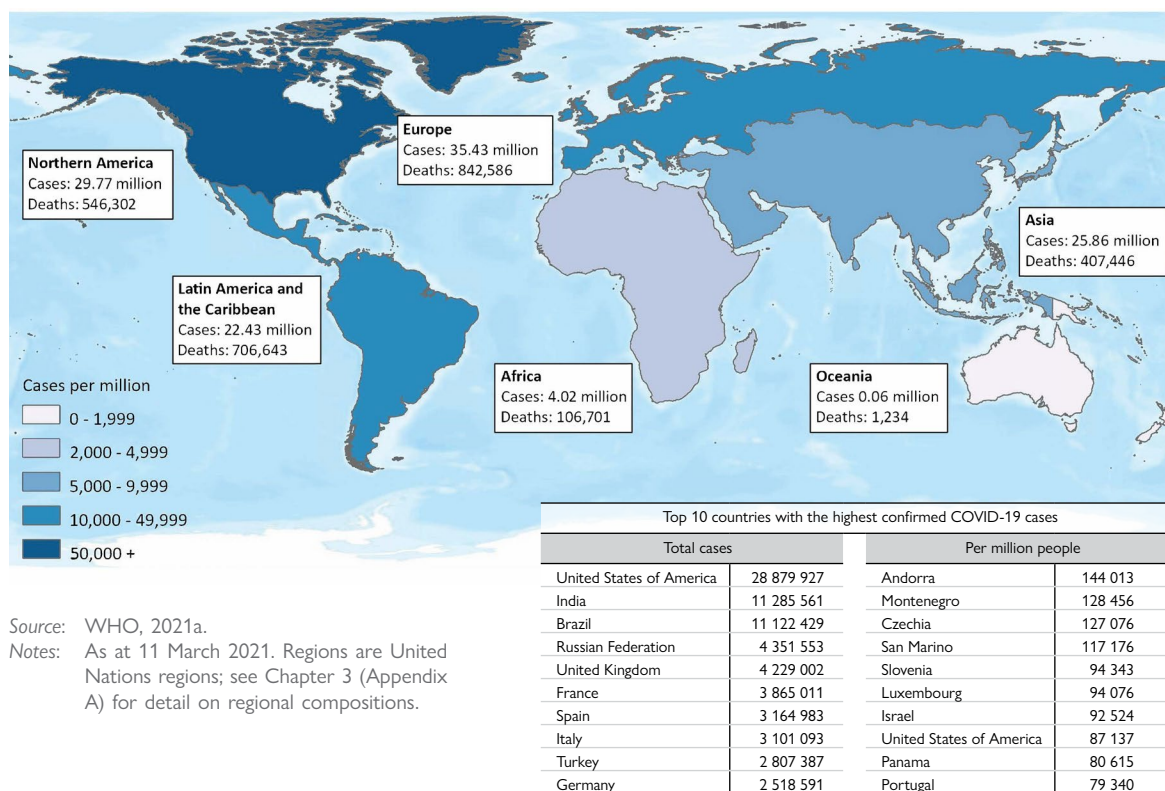 Northern America
Cases: 29.77 million
Deaths: 546,302
Europe
Cases: 35.43 million
Deaths: 842,586
Asia
Cases: 25.86 million
Deaths: 407,446
Latin America and
the Caribbean
Cases: 22.43 million
Deaths: 706,643
Africa
Cases: 4.02 million
Deaths: 106,701
Oceania
Cases 0.06 million
Deaths: 1,234
Cases per million
0 - 1,999
2,000 - 4,999
5,000 - 9,999
10,000 - 49,999
50,000 +
Top 10 countries with the highest confirmed COVID-19 cases
Total cases Per million people
United States of America 28 879 927 Andorra 144 013
India 11 285 561 Montenegro 128 456
Brazil 11 122 429 Czechia 127 076
Russian Federation 4 351 553 San Marino 117 176
United Kingdom 4 229 002 Slovenia 94 343
France 3 865 011 Luxembourg 94 076
Spain 3 164 983 Israel 92 524
Italy 3 101 093 United States of America 87 137
Turkey 2 807 387 Panama 80 615
Germany 2 518 591 Portugal 79 340
Source: WHO, 2021a.
Notes: As at 11 March 2021. Regions are United
Nations regions; see Chapter 3 (Appendix
A) for detail on regional compositions.